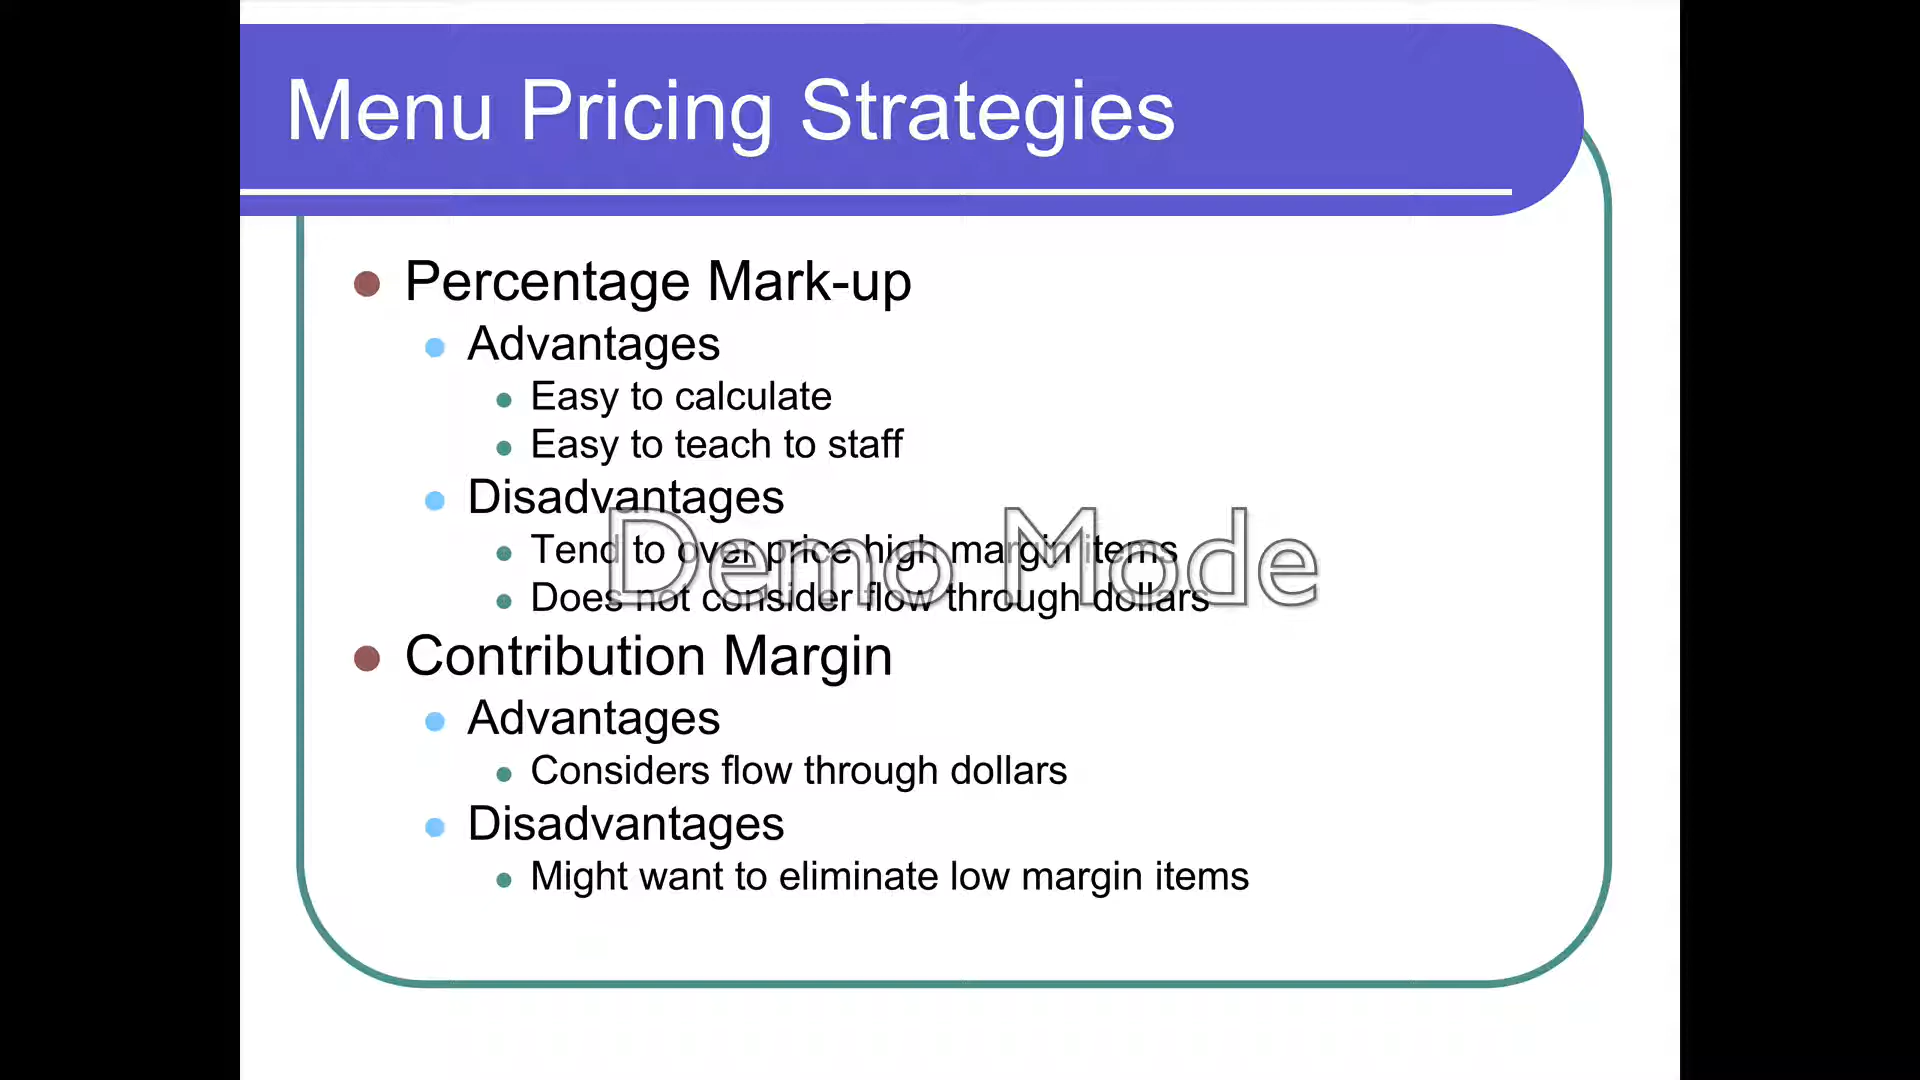 Menu Pricing Strategies
Percentage Mark-up
Advantages
Easy to calculate
Easy to teach to staff
Disadvantages
Tend to over price high margin items
Does not consider flow through dollars
Demo Mode
Contribution Margin
Advantages
Considers flow through dollars
Disadvantages
Might want to eliminate low margin items